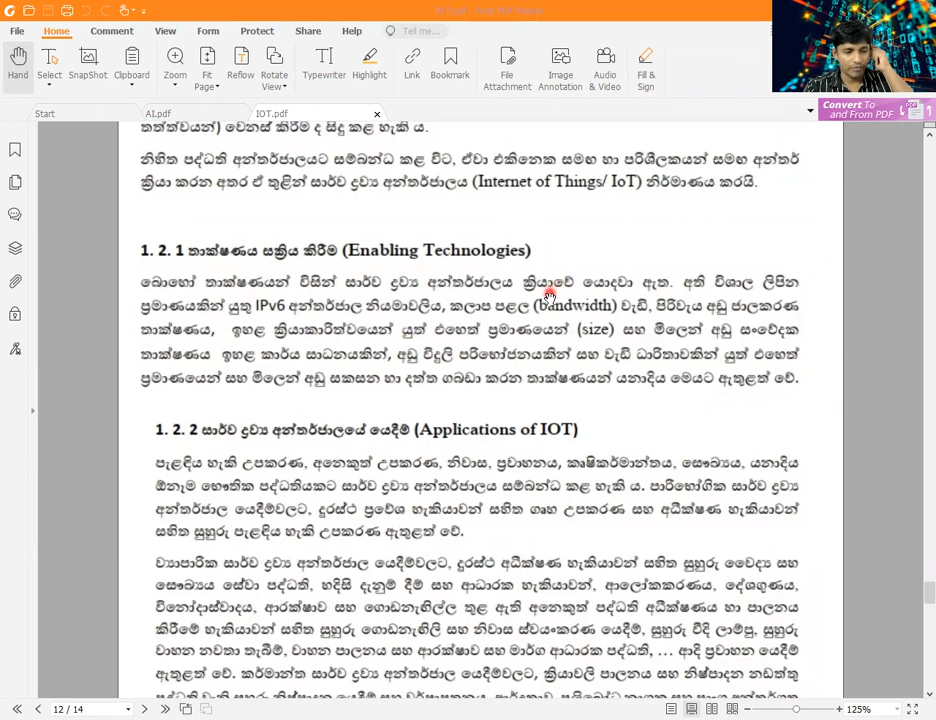 IOT.pdf - Foxit PDF Reader
File Home Comment View Form Protect Share Help Tell me...
Hand Select SnapShot Clipboard Zoom Fit Page Reflow Rotate View Typewriter Highlight Link Bookmark File Attachment Image Annotation Audio & Video Fill & Sign
Start AI.pdf IOT.pdf
Convert To and From PDF
තත්ත්වයන්) වෙනස් කිරීම ද සිදු කළ හැකි ය.
නිහිත පද්ධති අන්තර්ජාලයට සම්බන්ධ කළ විට, ඒවා එකිනෙක සමඟ හා පරිශීලකයන් සමඟ අන්තර්
ක්‍රියා කරන අතර ඒ තුළින් සාර්ව ද්‍රව්‍ය අන්තර්ජාලය (Internet of Things/ IoT) නිර්මාණය කරයි.
1. 2. 1 තාක්ෂණය සක්‍රිය කිරීම (Enabling Technologies)
බොහෝ තාක්ෂණයන් විසින් සාර්ව ද්‍රව්‍ය අන්තර්ජාලය ක්‍රියාවේ යොදවා ඇත. අති විශාල ලිපින
ප්‍රමාණයකින් යුතු IPv6 අන්තර්ජාල නියමාවලිය, කලාප පළල (bandwidth) වැඩි, පිරිවැය අඩු ජාලකරණ
තාක්ෂණය, ඉහළ ක්‍රියාකාරිත්වයෙන් යුත් එහෙත් ප්‍රමාණයෙන් (size) සහ මිලෙන් අඩු සංවේදක
තාක්ෂණය ඉහළ කාර්ය සාධනයකින්, අඩු විදුලි පරිභෝජනයකින් සහ වැඩි ධාරිතාවකින් යුත් එහෙත්
ප්‍රමාණයෙන් සහ මිලෙන් අඩු සකසන හා දත්ත ගබඩා කරන තාක්ෂණයන් යනාදිය මෙයට ඇතුළත් වේ.
1. 2. 2 සාර්ව ද්‍රව්‍ය අන්තර්ජාලයේ යෙදීම් (Applications of IOT)
පැළඳිය හැකි උපකරණ, අනෙකුත් උපකරණ, නිවාස, ප්‍රවාහනය, කෘෂිකර්මාන්තය, සෞඛ්‍යය, යනාදිය
ඕනෑම භෞතික පද්ධතියකට සාර්ව ද්‍රව්‍ය අන්තර්ජාලය සම්බන්ධ කළ හැකි ය. පාරිභෝගික සාර්ව ද්‍රව්‍ය
අන්තර්ජාල යෙදීම්වලට, දුරස්ථ ප්‍රවේශ හැකියාවන් සහිත ගෘහ උපකරණ සහ අධීක්ෂණ හැකියාවන්
සහිත සුහුරු පැළඳිය හැකි උපකරණ ඇතුළත් වේ.
ව්‍යාපාරික සාර්ව ද්‍රව්‍ය අන්තර්ජාල යෙදීම්වලට, දුරස්ථ අධීක්ෂණ හැකියාවන් සහිත සුහුරු වෛද්‍ය සහ
සෞඛ්‍යය සේවා පද්ධති, හදිසි දැනුම් දීම් සහ ආධාරක හැකියාවන්, ආලෝකකරණය, දේශගුණය,
විනෝදාස්වාදය, ආරක්ෂාව සහ ගොඩනැඟිල්ල තුළ ඇති අනෙකුත් පද්ධති අධීක්ෂණය හා පාලනය
කිරීමේ හැකියාවන් සහිත සුහුරු ගොඩනැඟිලි සහ නිවාස ස්වයංකරණ යෙදීම්, සුහුරු වීදි ලාම්පු, සුහුරු
වාහන නවතා තැබීම්, වාහන පාලනය සහ ආරක්ෂාව සහ මාර්ග ආධාරක පද්ධති, ... ආදි ප්‍රවාහන යෙදීම්
ඇතුළත් වේ. කර්මාන්ත සාර්ව ද්‍රව්‍ය අන්තර්ජාල යෙදීම්වලට, ක්‍රියාවලි පාලනය සහ නිෂ්පාදන නඩත්තු
12 / 14
125%